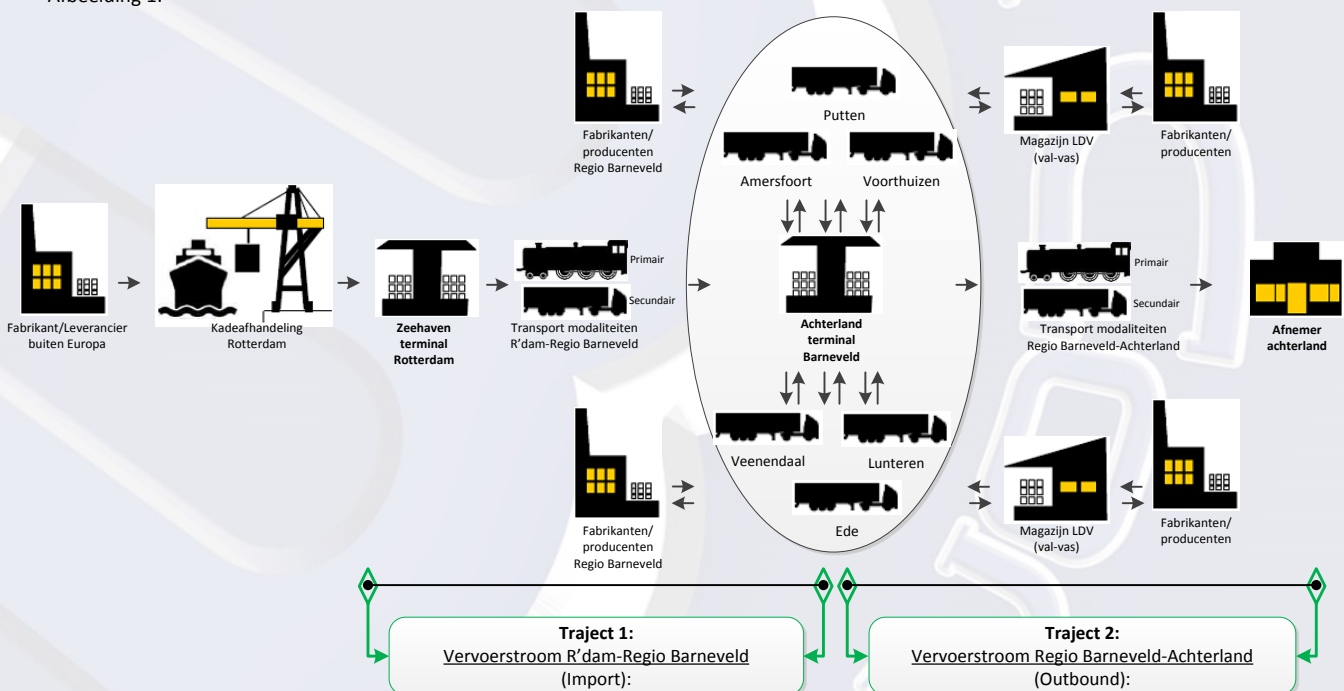 Afbeelding 1:
Fabrikanten/
producenten
Regio Barneveld
Putten
Magazijn LDV
(val-vas)
Fabrikanten/
producenten
Amersfoort
Voorthuizen
Fabrikant/Leverancier
buiten Europa
Kadeafhandeling
Rotterdam
Zeehaven
terminal
Rotterdam
Primair
Secundair
Transport modaliteiten
R'dam-Regio Barneveld
Achterland
terminal
Barneveld
Primair
Secundair
Transport modaliteiten
Regio Barneveld-Achterland
Afnemer
achterland
Veenendaal
Lunteren
Fabrikanten/
producenten
Regio Barneveld
Ede
Magazijn LDV
(val-vas)
Fabrikanten/
producenten
Traject 1:
Vervoerstroom R'dam-Regio Barneveld
(Import):
Traject 2:
Vervoerstroom Regio Barneveld-Achterland
(Outbound):